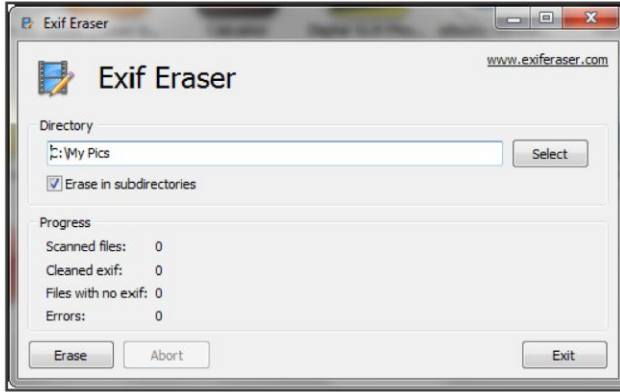 Exif Eraser
www.exiferaser.com
Exif Eraser
Directory
C:\My Pics
Select
Erase in subdirectories
Progress
Scanned files: 0
Cleaned exif: 0
Files with no exif: 0
Errors: 0
Erase
Abort
Exit